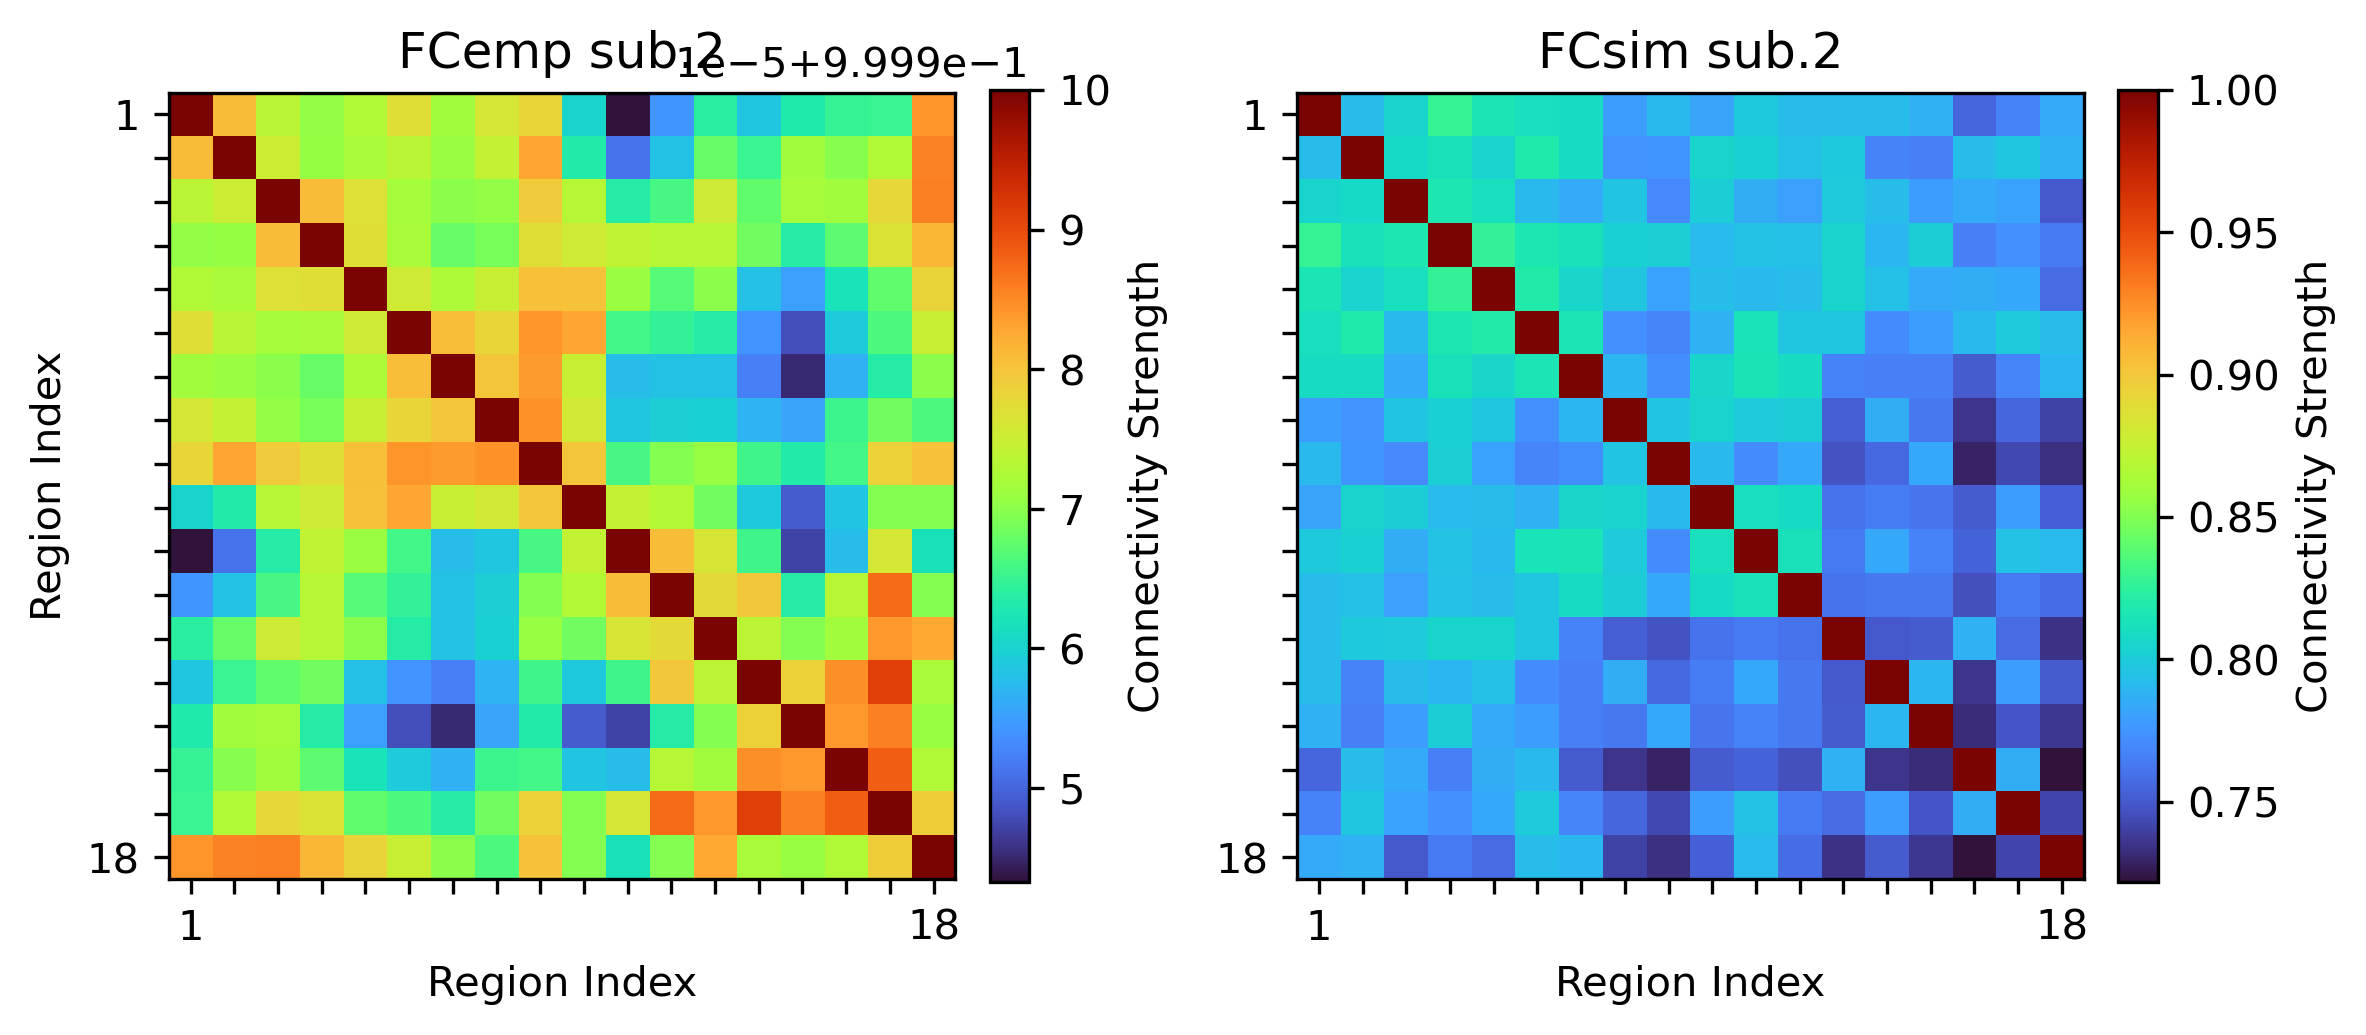 FCemp sub.2
1e−5+9.999e−1
1
18
1
18
Region Index
Region Index
10
9
8
7
6
5
Connectivity Strength
FCsim sub.2
1
18
1
18
Region Index
1.00
0.95
0.90
0.85
0.80
0.75
Connectivity Strength